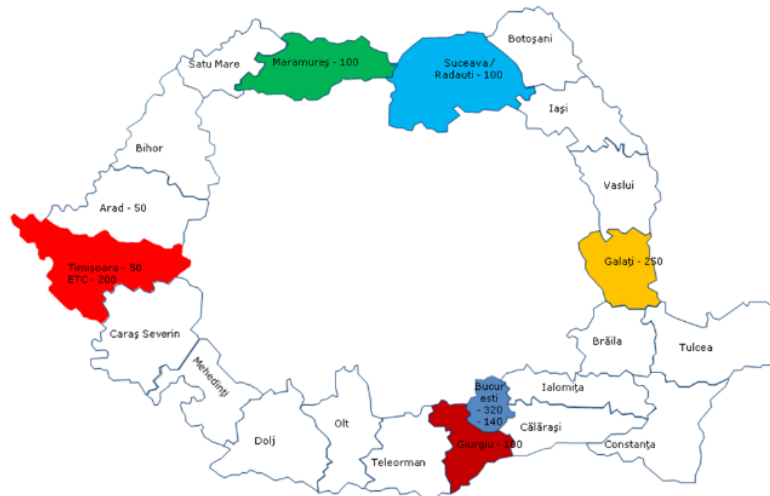 Botoşani
Satu Mare
Maramureş - 100
Suceava/
Radauti - 100
Iaşi
Bihor
Vaslui
Arad - 50
Timişoara – 50
ETC - 200
Galaţi - 250
Caraş Severin
Brăila
Tulcea
Mehedinţi
Bucur
esti
- 320
- 140
Ialomiţa
Olt
Călăraşi
Dolj
Giurgiu - 100
Constanţa
Teleorman